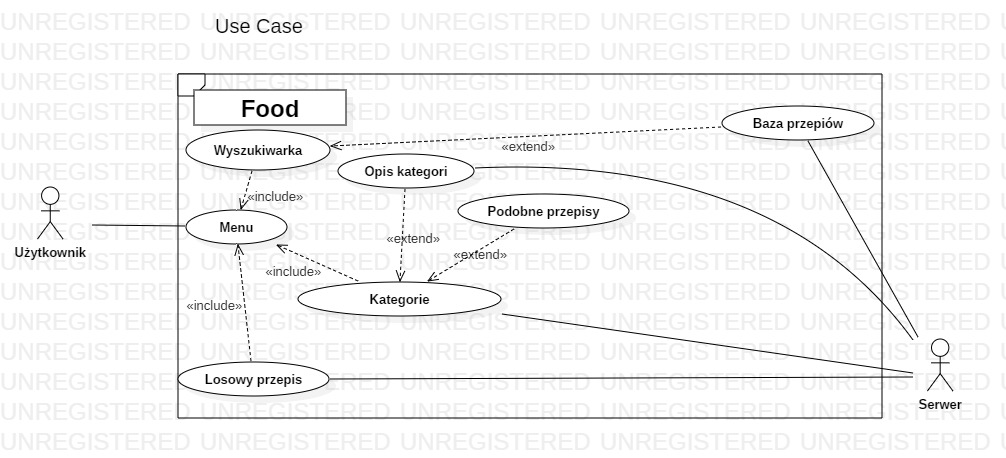 Use Case
Food
Baza przepiów
Wyszukiwarka
«extend»
Opis kategori
«include»
Podobne przepisy
Menu
«extend»
Użytkownik
«extend»
«include»
Kategorie
«include»
Losowy przepis
Serwer
UNREGISTERED UNREGISTERED UNREGISTERED UNREGISTERED UNREGISTERED